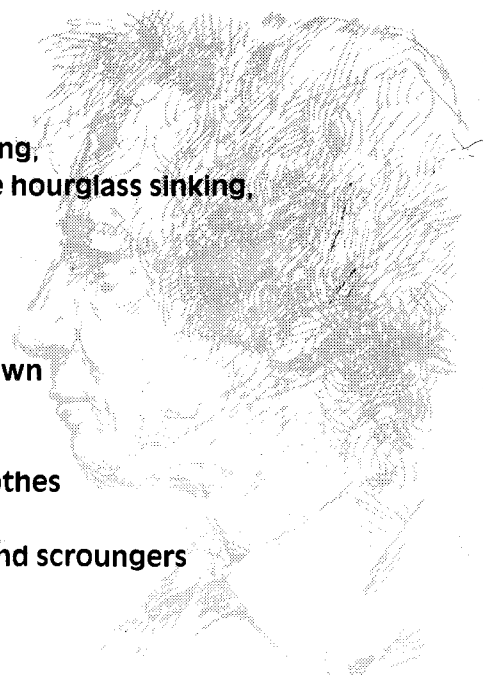 ng,
e hourglass sinking,
wn
othes
nd scroungers